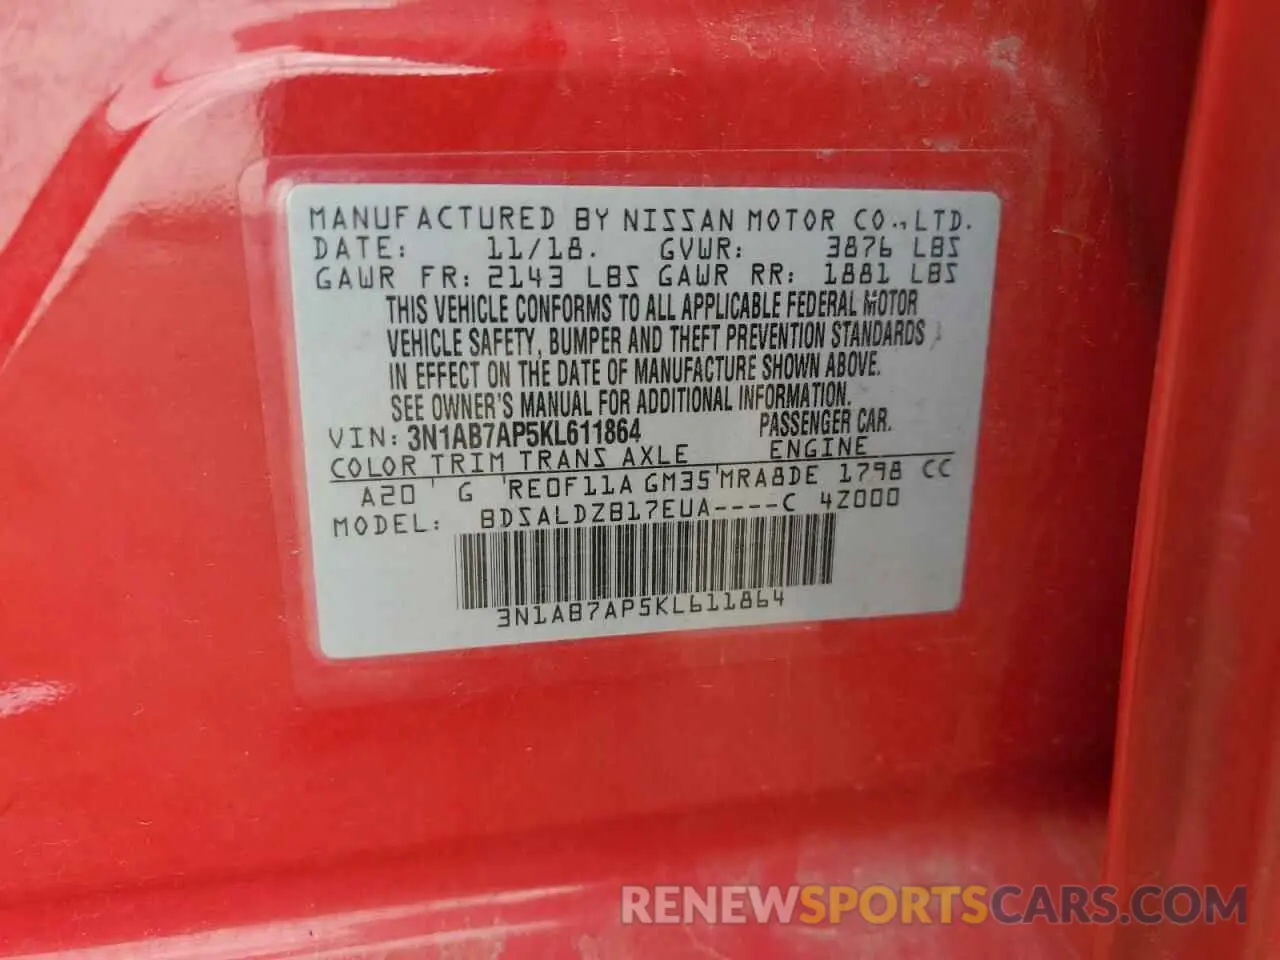 MANUFACTURED BY NISSAN MOTOR CO., LTD.
DATE: 11/18. GVWR: 3876 LBS
GAWR FR: 2143 LBS GAWR RR: 1881 LBS
THIS VEHICLE CONFORMS TO ALL APPLICABLE FEDERAL MOTOR
VEHICLE SAFETY, BUMPER AND THEFT PREVENTION STANDARDS
IN EFFECT ON THE DATE OF MANUFACTURE SHOWN ABOVE.
SEE OWNER'S MANUAL FOR ADDITIONAL INFORMATION.
VIN: 3N1AB7AP5KL611864 PASSENGER CAR.
COLOR TRIM TRANS AXLE ENGINE
A20 G RE0F11A GM35 MRA8DE 1798 CC
MODEL: BDSALDZB17EUA----C 4Z000
3N1AB7AP5KL611864
RENEWSPORTSCARS.COM